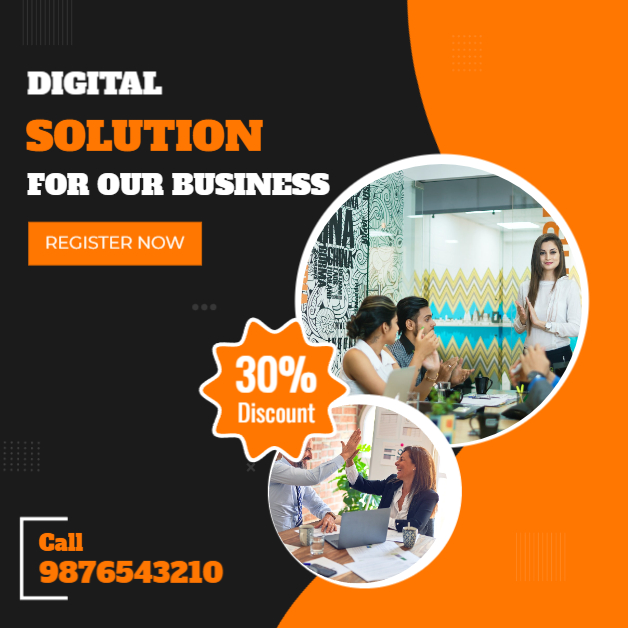 DIGITAL
SOLUTION
FOR OUR BUSINESS
REGISTER NOW
30%
Discount
Call
9876543210